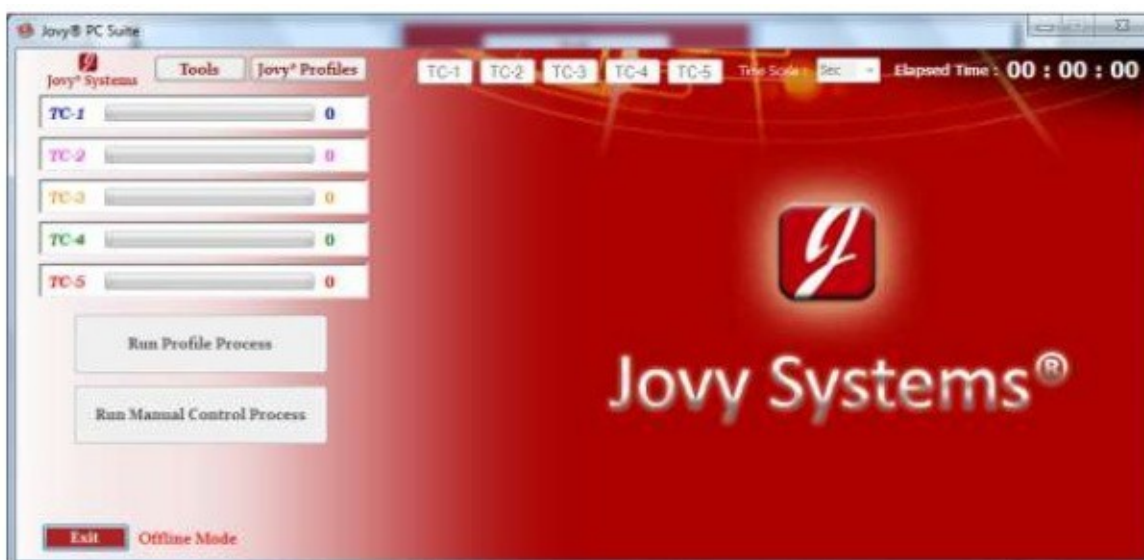 Jovy® PC Suite
Jovy® Systems Tools Jovy® Profiles TC-1 TC-2 TC-3 TC-4 TC-5 Time Scale : Sec Elapsed Time : 00 : 00 : 00
TC-1 0
TC-2 0
TC-3 0
TC-4 0
TC-5 0
Run Profile Process
Run Manual Control Process
Jovy Systems®
Exit Offline Mode